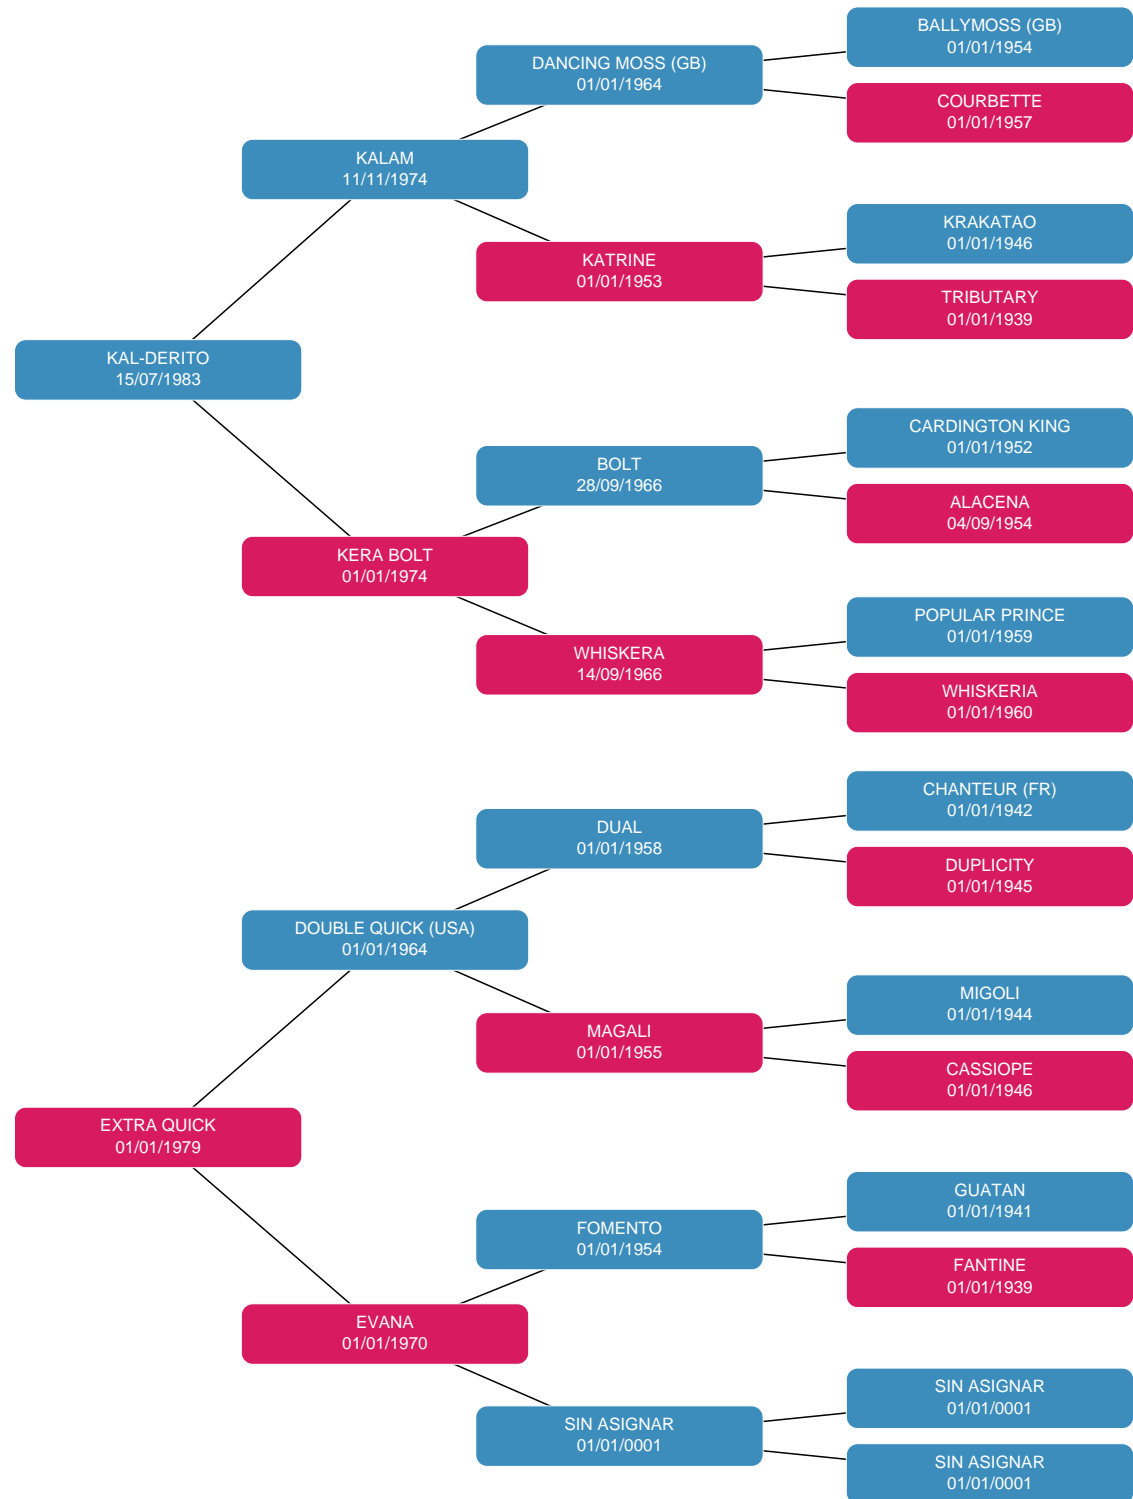 BALLYMOSS (GB)
01/01/1954
DANCING MOSS (GB)
01/01/1964
COURBETTE
01/01/1957
KALAM
11/11/1974
KRAKATAO
01/01/1946
KATRINE
01/01/1953
TRIBUTARY
01/01/1939
KAL-DERITO
15/07/1983
CARDINGTON KING
01/01/1952
BOLT
28/09/1966
ALACENA
04/09/1954
KERA BOLT
01/01/1974
POPULAR PRINCE
01/01/1959
WHISKERA
14/09/1966
WHISKERIA
01/01/1960
CHANTEUR (FR)
01/01/1942
DUAL
01/01/1958
DUPLICITY
01/01/1945
DOUBLE QUICK (USA)
01/01/1964
MIGOLI
01/01/1944
MAGALI
01/01/1955
CASSIOPE
01/01/1946
EXTRA QUICK
01/01/1979
GUATAN
01/01/1941
FOMENTO
01/01/1954
FANTINE
01/01/1939
EVANA
01/01/1970
SIN ASIGNAR
01/01/0001
SIN ASIGNAR
01/01/0001
SIN ASIGNAR
01/01/0001